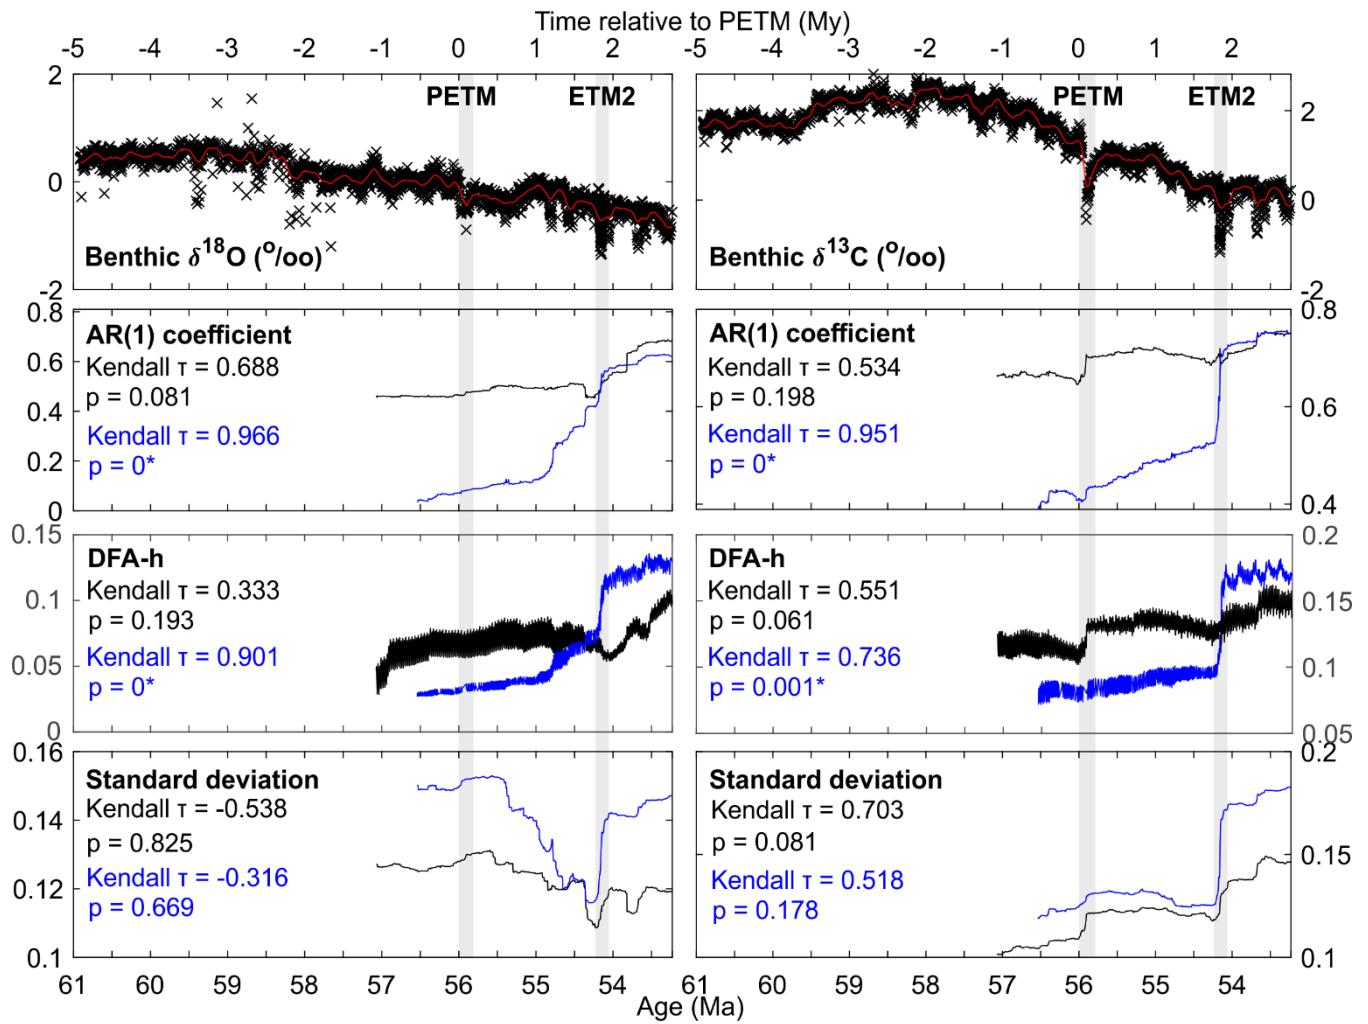 Time relative to PETM (My)
-5 -4 -3 -2 -1 0 1 2
-5 -4 -3 -2 -1 0 1 2
2
0
-2
PETM
ETM2
Benthic δ18O (o/oo)
PETM
ETM2
2
0
-2
Benthic δ13C (o/oo)
0.8
0.6
0.4
0.2
0
AR(1) coefficient
Kendall τ = 0.688
p = 0.081
Kendall τ = 0.966
p = 0*
AR(1) coefficient
Kendall τ = 0.534
p = 0.198
Kendall τ = 0.951
p = 0*
0.8
0.6
0.4
0.15
0.1
0.05
0
DFA-h
Kendall τ = 0.333
p = 0.193
Kendall τ = 0.901
p = 0*
DFA-h
Kendall τ = 0.551
p = 0.061
Kendall τ = 0.736
p = 0.001*
0.2
0.15
0.1
0.05
0.16
0.14
0.12
0.1
Standard deviation
Kendall τ = -0.538
p = 0.825
Kendall τ = -0.316
p = 0.669
Standard deviation
Kendall τ = 0.703
p = 0.081
Kendall τ = 0.518
p = 0.178
0.2
0.15
0.1
61 60 59 58 57 56 55 54
61 60 59 58 57 56 55 54
Age (Ma)